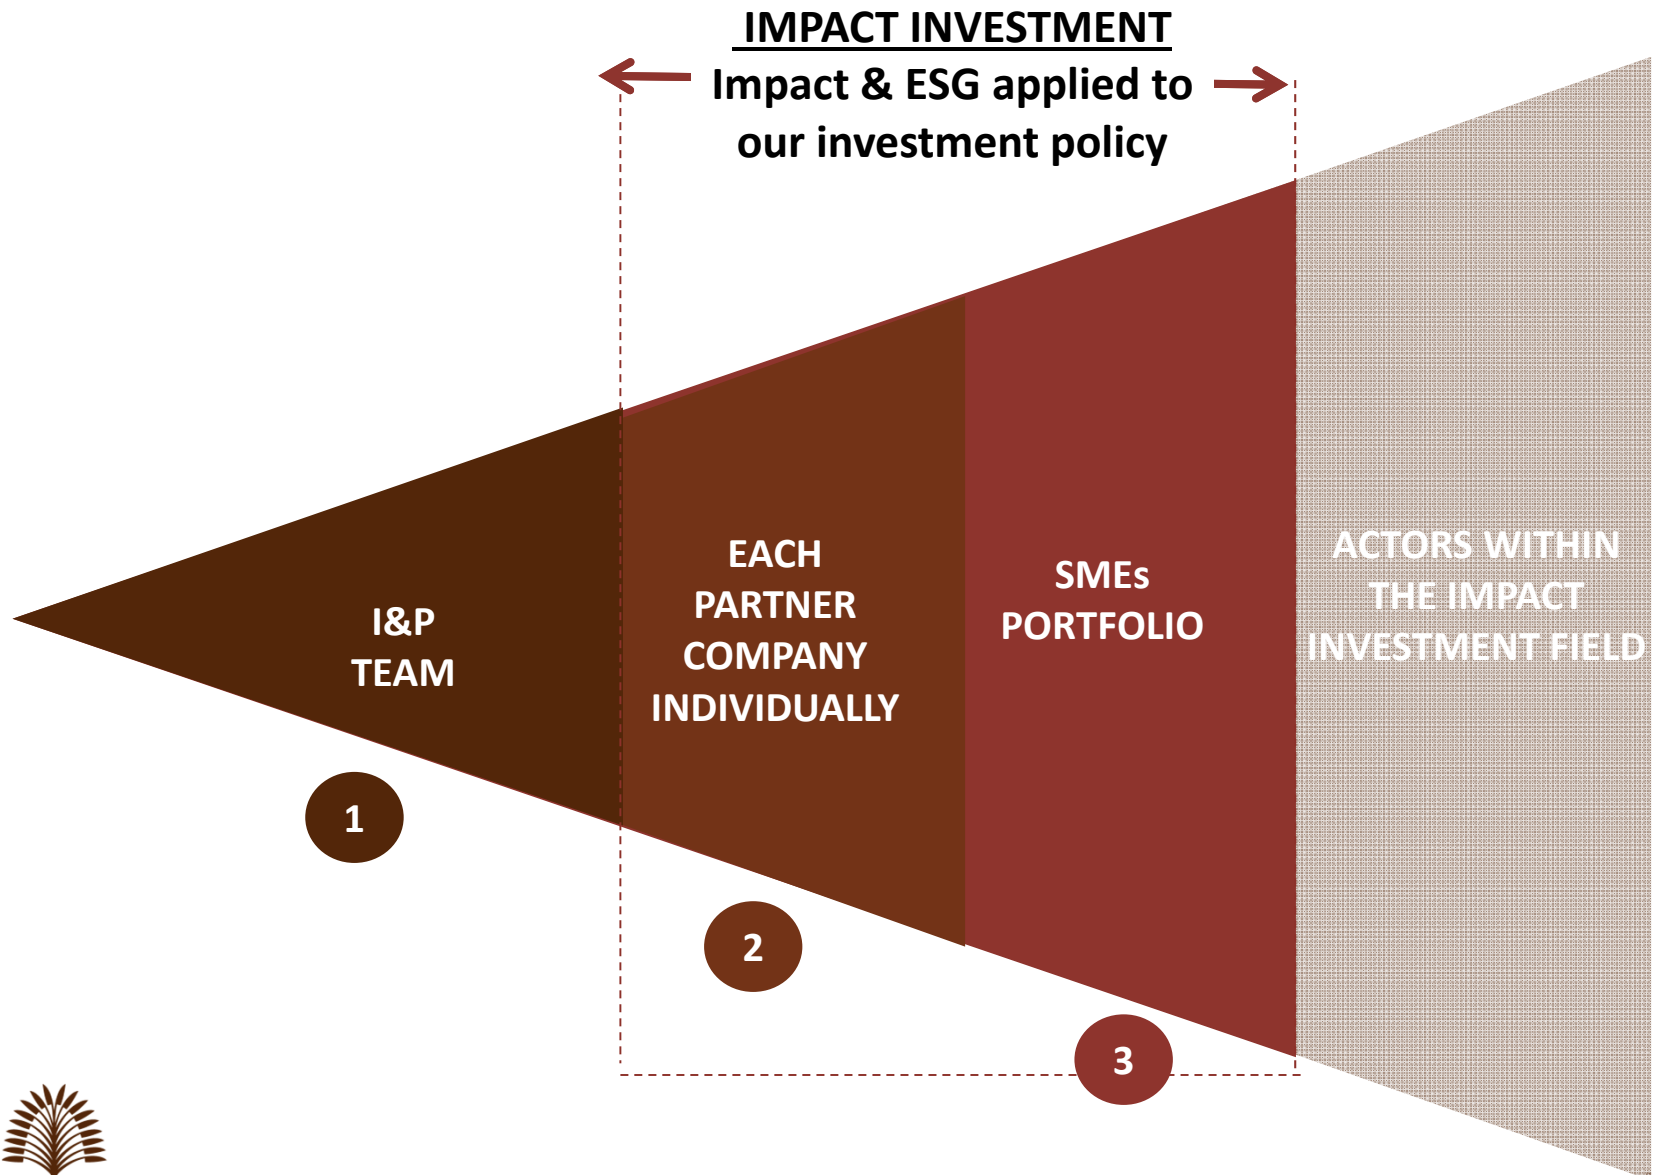 IMPACT INVESTMENT
Impact & ESG applied to
our investment policy
I&P
TEAM
EACH
PARTNER
COMPANY
INDIVIDUALLY
SMEs
PORTFOLIO
ACTORS WITHIN
THE IMPACT
INVESTMENT FIELD
1
2
3